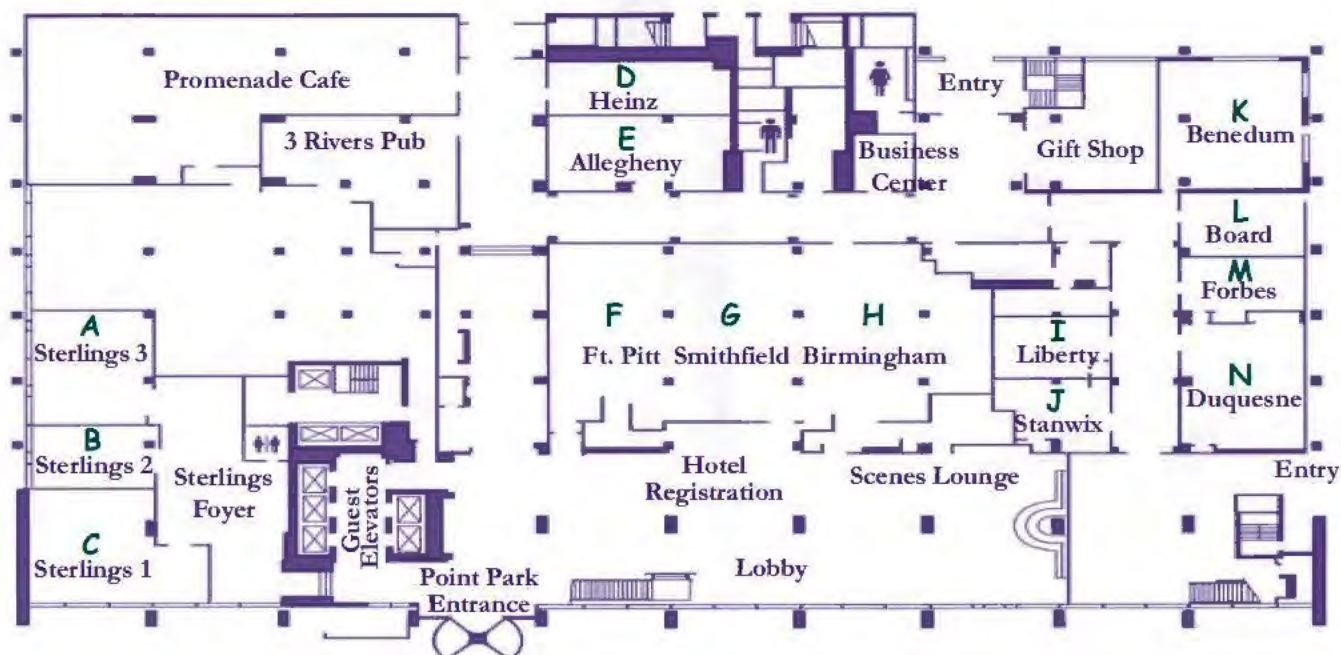 Promenade Cafe
3 Rivers Pub
D
Heinz
E
Allegheny
Business
Center
Entry
Gift Shop
K
Benedum
L
Board
M
Forbes
A
Sterlings 3
F
Ft. Pitt
G
Smithfield
H
Birmingham
I
Liberty
J
Stanwix
N
Duquesne
B
Sterlings 2
C
Sterlings 1
Sterlings
Foyer
Guest
Elevators
Hotel
Registration
Scenes Lounge
Entry
Lobby
Point Park
Entrance